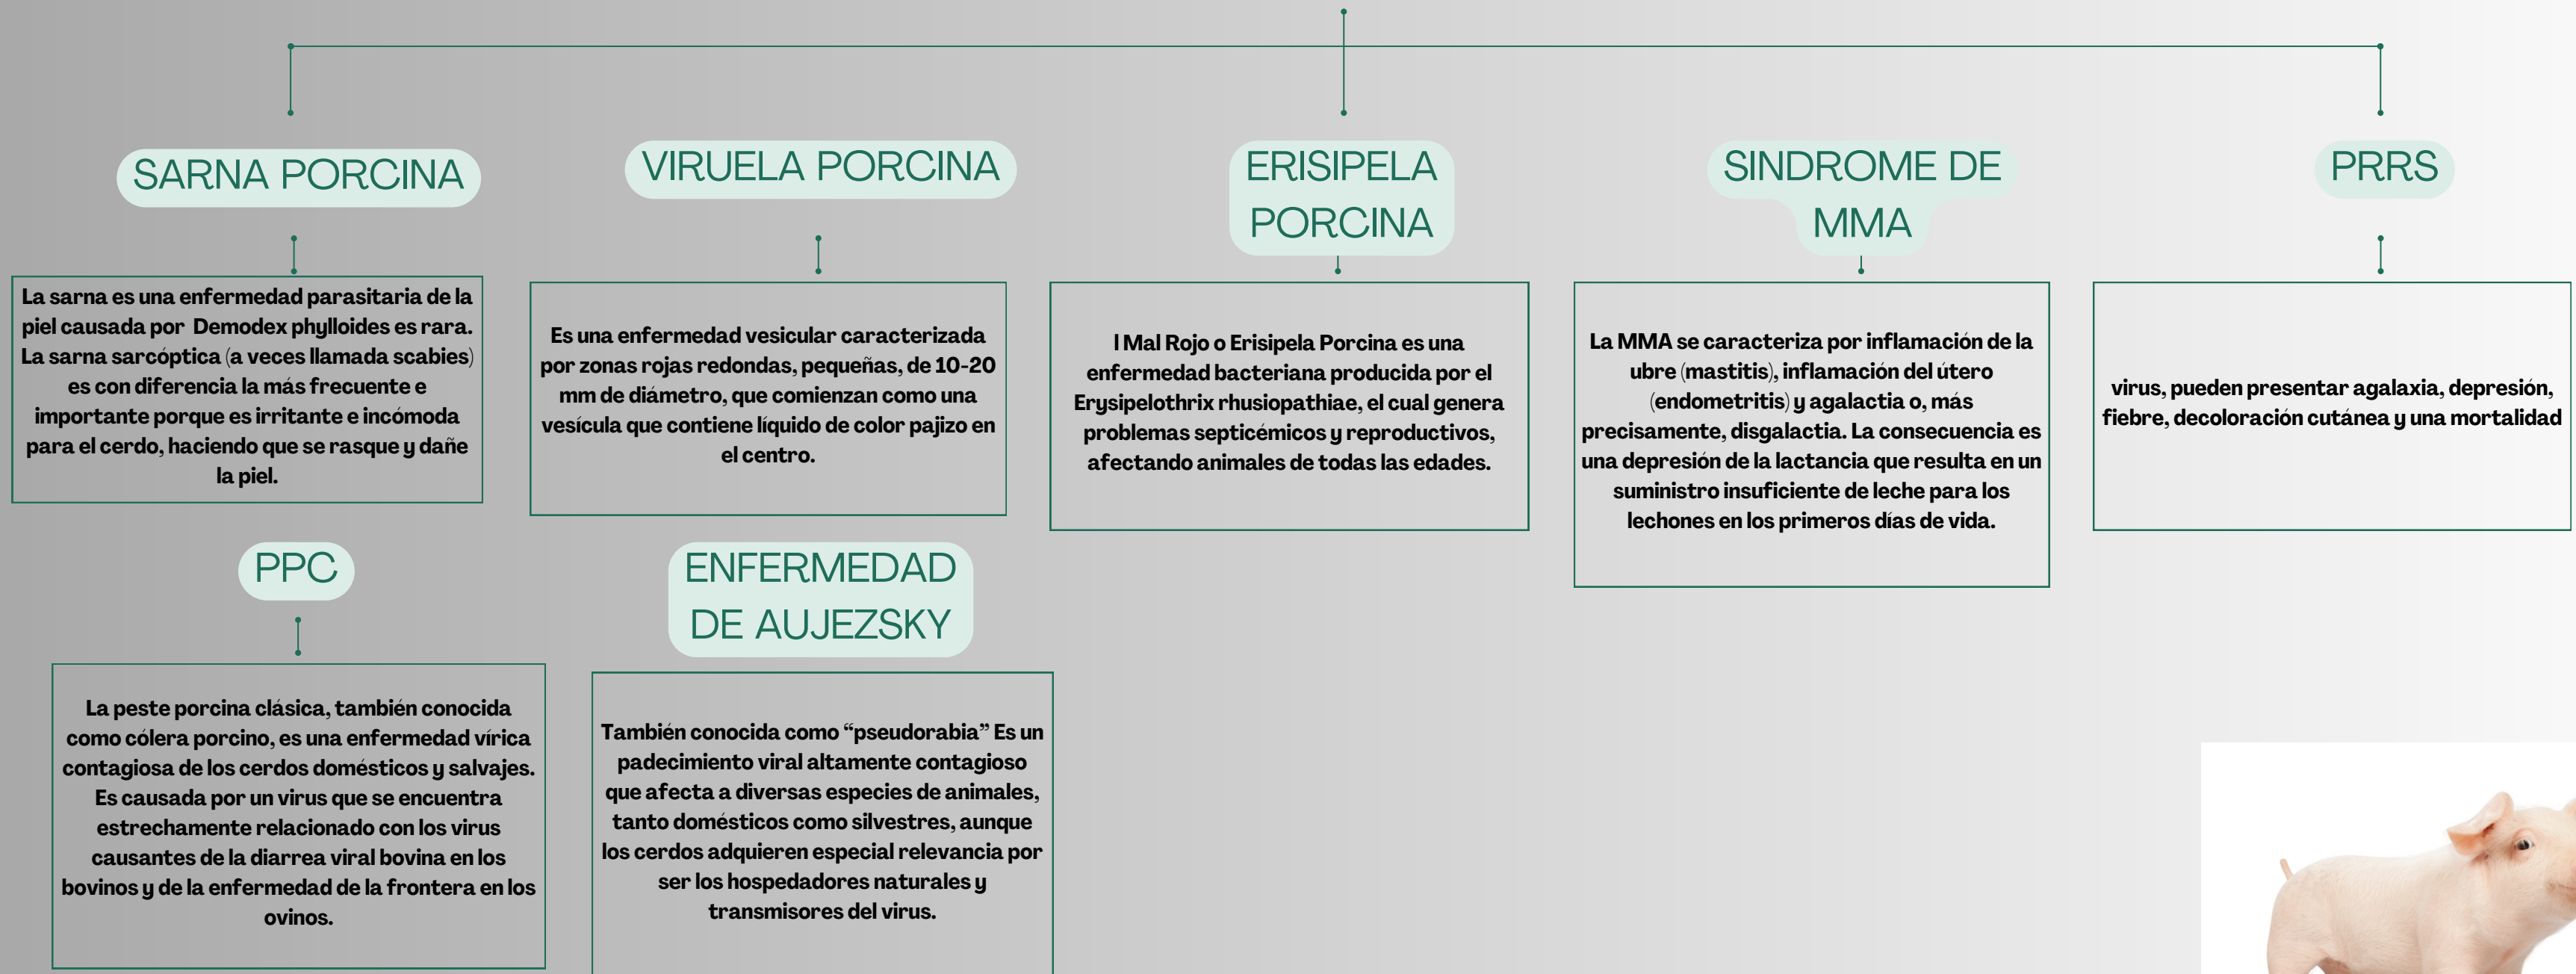 SARNA PORCINA
La sarna es una enfermedad parasitaria de la
piel causada por Demodex phylloides es rara.
La sarna sarcóptica (a veces llamada scabies)
es con diferencia la más frecuente e
importante porque es irritante e incómoda
para el cerdo, haciendo que se rasque y dañe
la piel.
VIRUELA PORCINA
Es una enfermedad vesicular caracterizada
por zonas rojas redondas, pequeñas, de 10-20
mm de diámetro, que comienzan como una
vesícula que contiene líquido de color pajizo en
el centro.
ERISIPELA
PORCINA
l Mal Rojo o Erisipela Porcina es una
enfermedad bacteriana producida por el
Erysipelothrix rhusiopathiae, el cual genera
problemas septicémicos y reproductivos,
afectando animales de todas las edades.
SINDROME DE
MMA
La MMA se caracteriza por inflamación de la
ubre (mastitis), inflamación del útero
(endometritis) y agalactia o, más
precisamente, disgalactia. La consecuencia es
una depresión de la lactancia que resulta en un
suministro insuficiente de leche para los
lechones en los primeros días de vida.
PRRS
virus, pueden presentar agalaxia, depresión,
fiebre, decoloración cutánea y una mortalidad
PPC
La peste porcina clásica, también conocida
como cólera porcino, es una enfermedad vírica
contagiosa de los cerdos domésticos y salvajes.
Es causada por un virus que se encuentra
estrechamente relacionado con los virus
causantes de la diarrea viral bovina en los
bovinos y de la enfermedad de la frontera en los
ovinos.
ENFERMEDAD
DE AUJEZSKY
También conocida como “pseudorabia” Es un
padecimiento viral altamente contagioso
que afecta a diversas especies de animales,
tanto domésticos como silvestres, aunque
los cerdos adquieren especial relevancia por
ser los hospedadores naturales y
transmisores del virus.